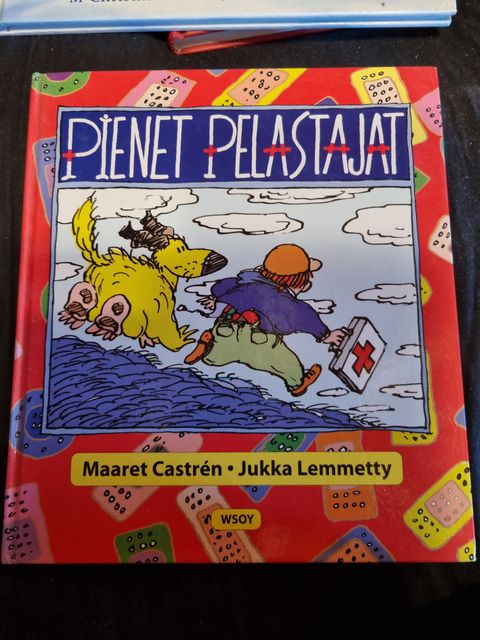 PIENET PELASTAJAT
Maaret Castrén • Jukka Lemmetty
WSOY